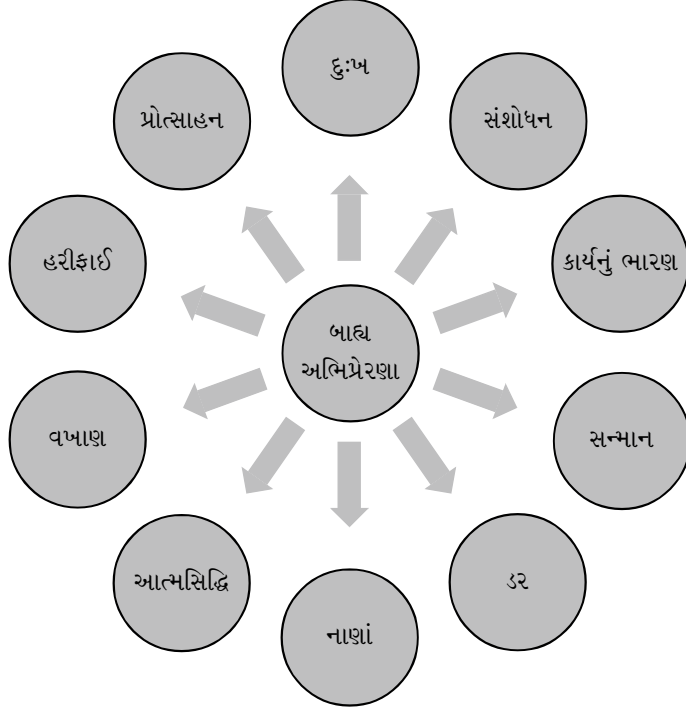 દુઃખ
પ્રોત્સાહન
સંશોધન
હરીફાઈ
કાર્યનું ભારણ
બાહ્ય
અભિપ્રેરણા
વખાણ
સન્માન
આત્મસિદ્ધિ
ડર
નાણાં